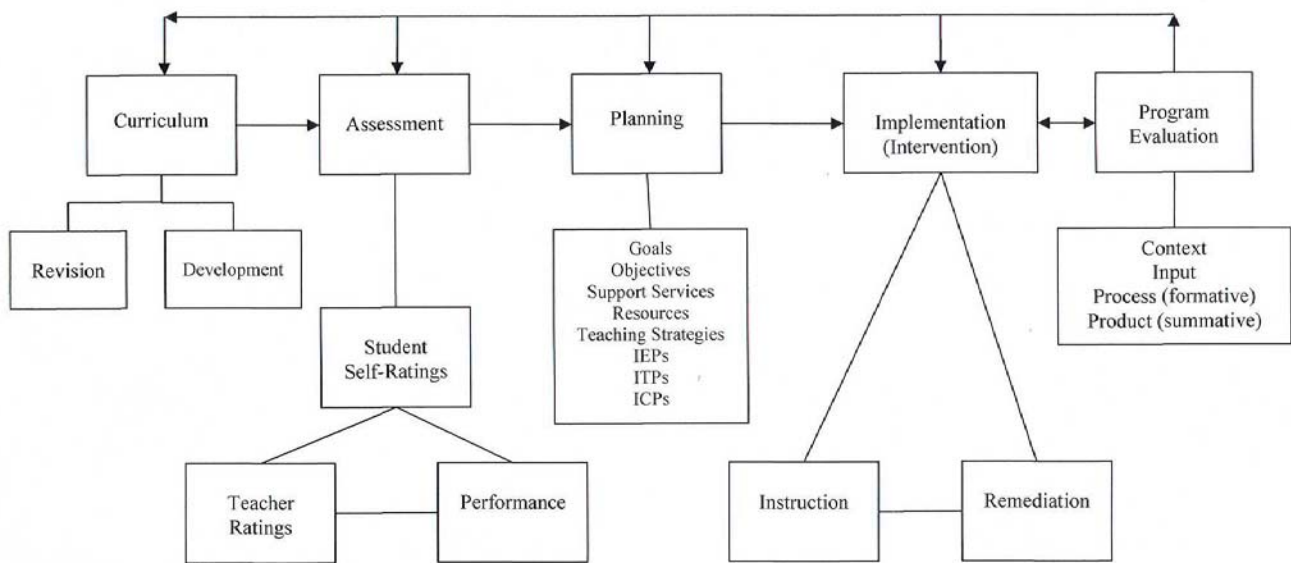 Curriculum
Assessment
Planning
Implementation
(Intervention)
Program
Evaluation
Revision
Development
Student
Self-Ratings
Teacher
Ratings
Performance
Goals
Objectives
Support Services
Resources
Teaching Strategies
IEPs
ITPs
ICPs
Instruction
Remediation
Context
Input
Process (formative)
Product (summative)